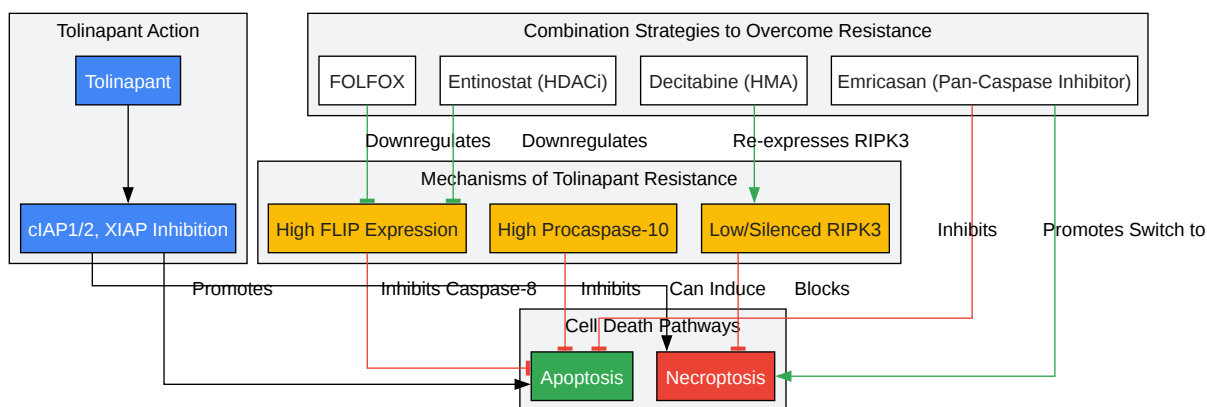 Tolinapant Action
Combination Strategies to Overcome Resistance
Tolinapant
FOLFOX
Entinostat (HDACi)
Decitabine (HMA)
Emricasan (Pan-Caspase Inhibitor)
Downregulates
Downregulates
Re-expresses RIPK3
Mechanisms of Tolinapant Resistance
cIAP1/2, XIAP Inhibition
High FLIP Expression
High Procaspase-10
Low/Silenced RIPK3
Inhibits
Promotes Switch to
Promotes
Inhibits Caspase-8
Inhibits
Can Induce
Blocks
Cell Death Pathways
Apoptosis
Necroptosis